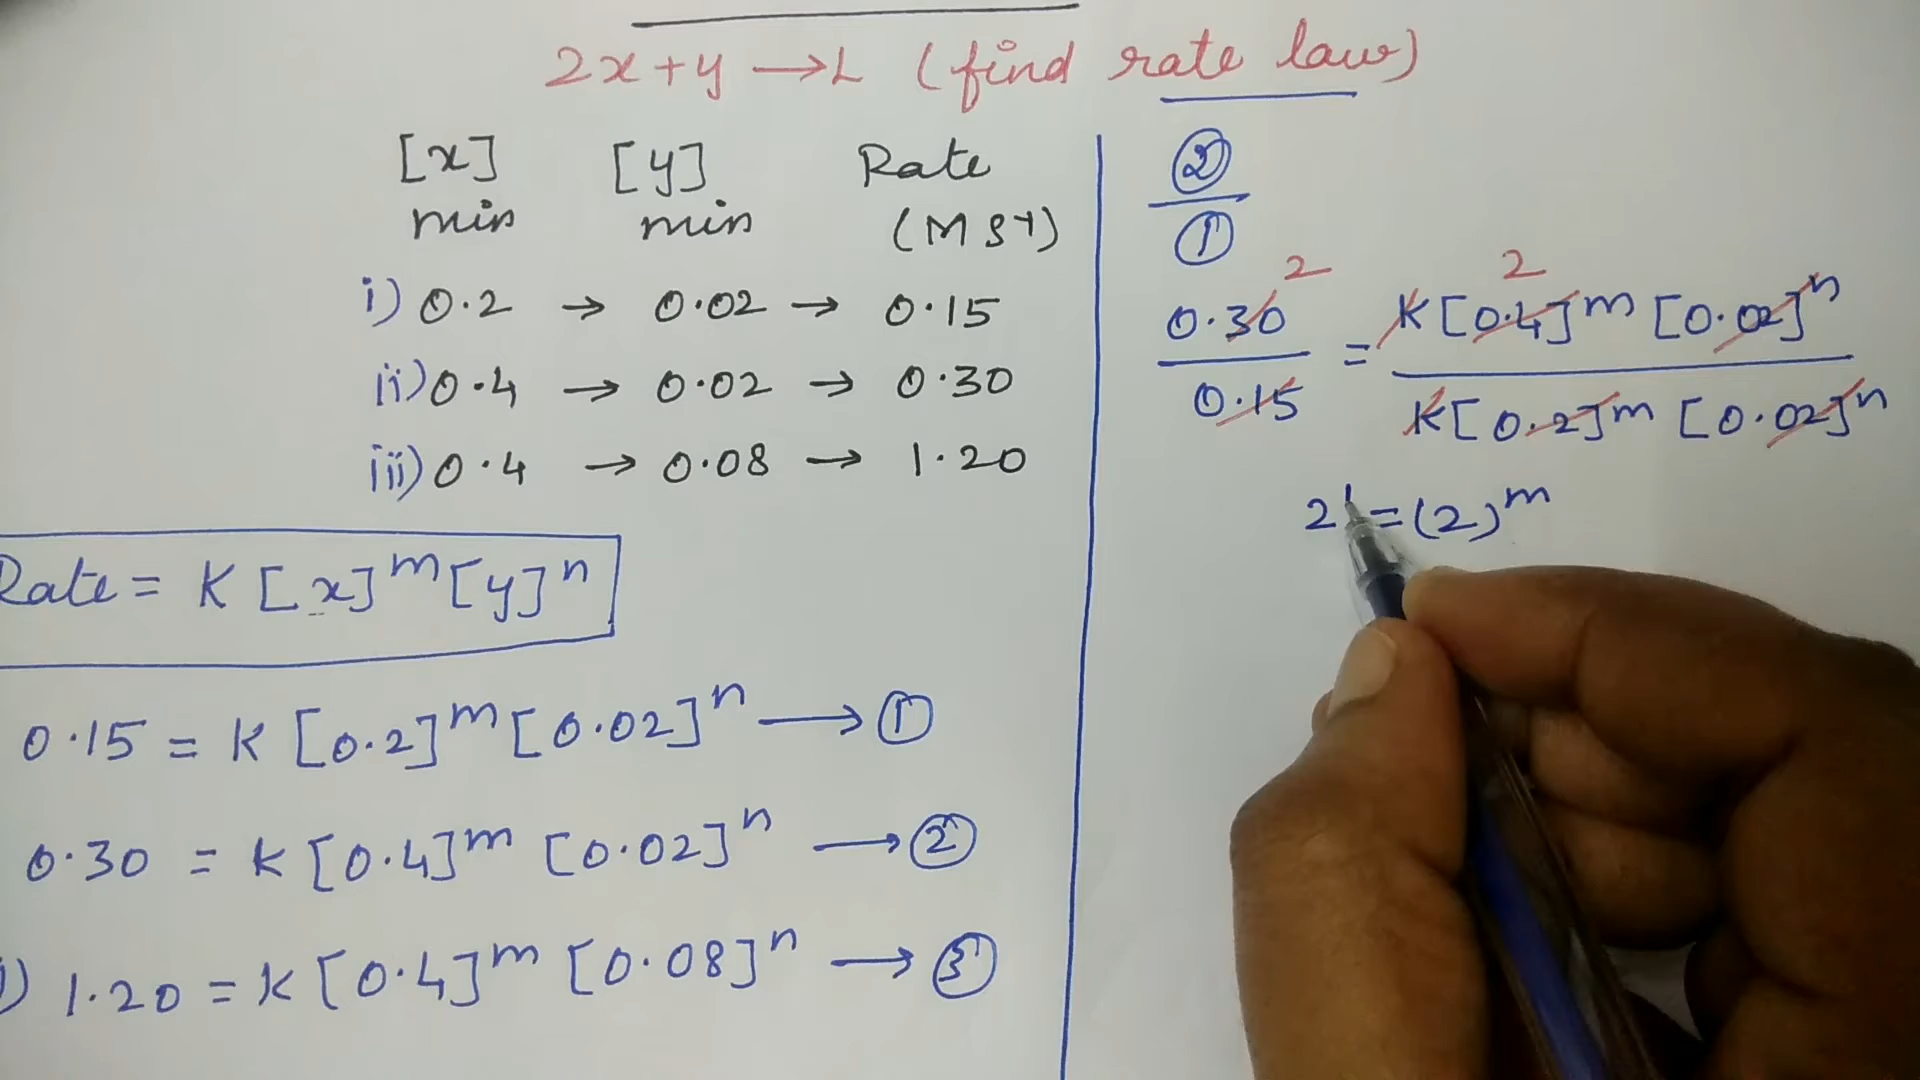 2x+y → L (find rate law)
[x] [y] Rate
min min (M S-1)
i) 0.2 → 0.02 → 0.15
ii) 0.4 → 0.02 → 0.30
iii) 0.4 → 0.08 → 1.20
Rate = K [x]^m [y]^n
0.15 = K [0.2]^m [0.02]^n → ①
0.30 = K [0.4]^m [0.02]^n → ②
) 1.20 = K [0.4]^m [0.08]^n → ③
②
①
2 2
0.30 = K [0.4]^m [0.02]^n
0.15 K [0.2]^m [0.02]^n
2^1 = (2)^m